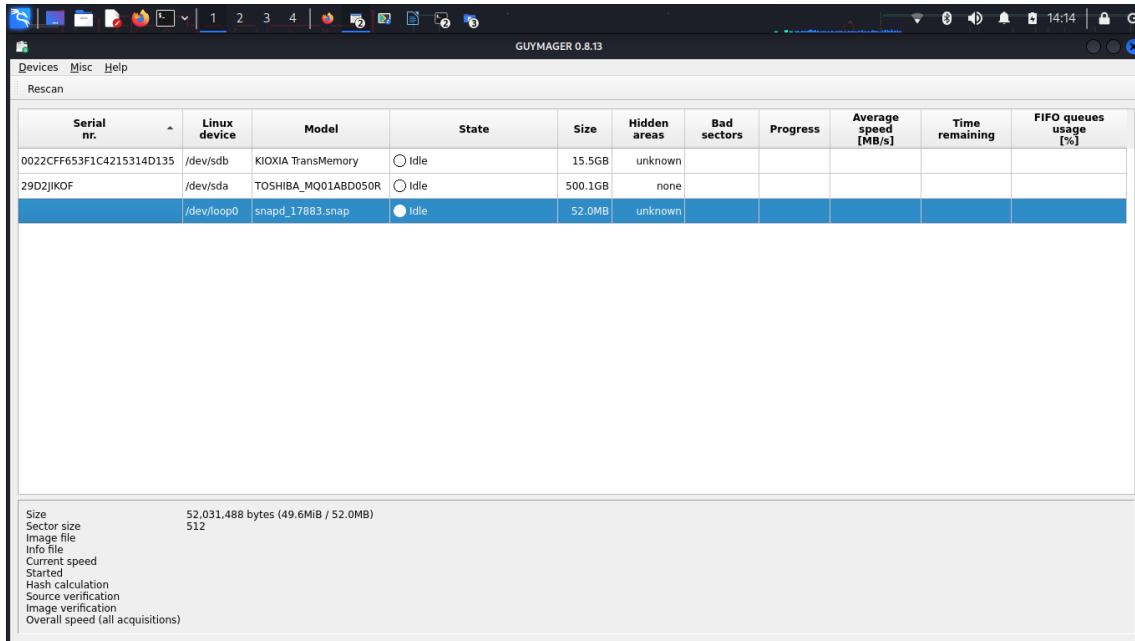 1 2 3 4 2 2 3 14:14
GUYMAGER 0.8.13
Devices Misc Help
Rescan
Serial nr. Linux device Model State Size Hidden areas Bad sectors Progress Average speed [MB/s] Time remaining FIFO queues usage [%]
0022CFF653F1C4215314D135 /dev/sdb KIOXIA TransMemory Idle 15.5GB unknown
29D2JIKOF /dev/sda TOSHIBA_MQ01ABD050R Idle 500.1GB none
/dev/loop0 snapd_17883.snap Idle 52.0MB unknown
Size 52,031,488 bytes (49.6MiB / 52.0MB)
Sector size 512
Image file
Info file
Current speed
Started
Hash calculation
Source verification
Image verification
Overall speed (all acquisitions)